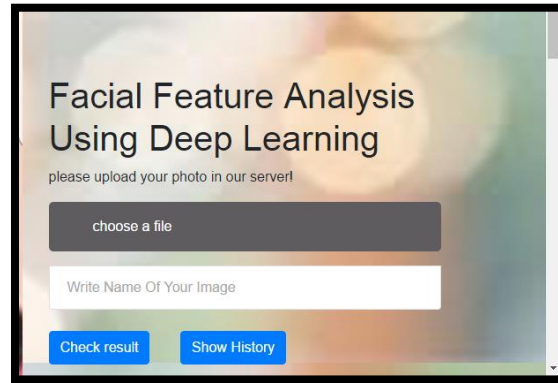 Facial Feature Analysis
Using Deep Learning
please upload your photo in our server!
choose a file
Write Name Of Your Image
Check result
Show History